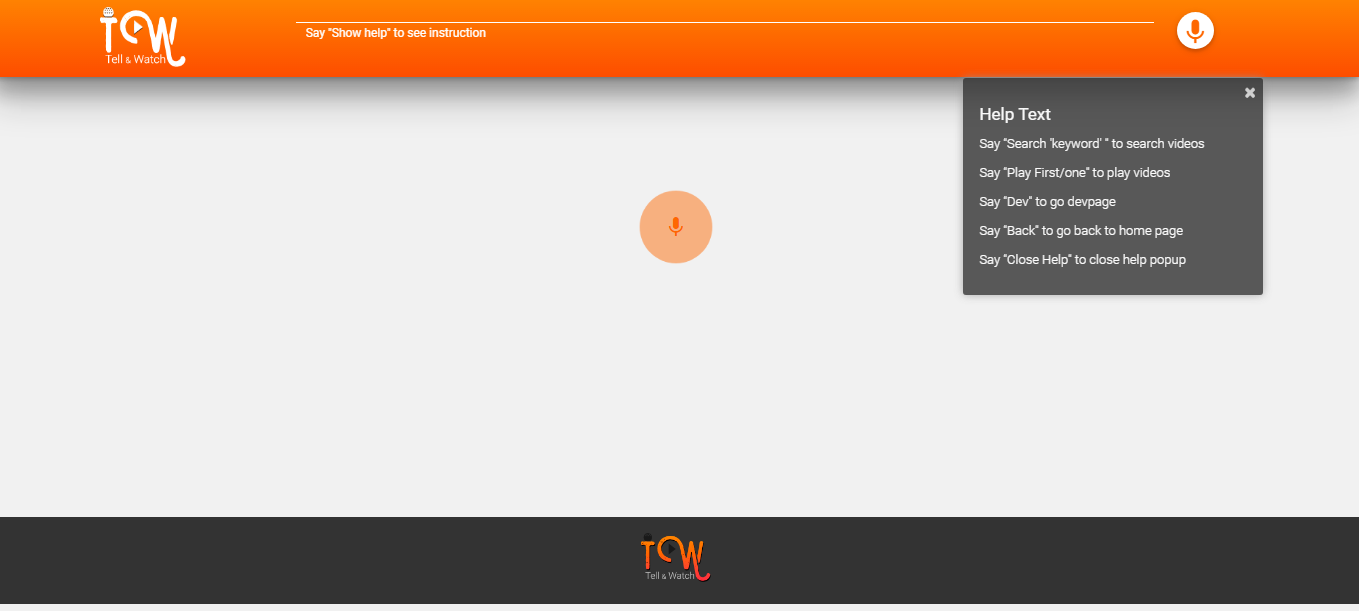 TAW
Say "Show help" to see instruction
Tell & Watch
Help Text
Say "Search 'keyword' " to search videos
Say "Play First/one" to play videos
Say "Dev" to go devpage
Say "Back" to go back to home page
Say "Close Help" to close help popup
TAW
Tell & Watch